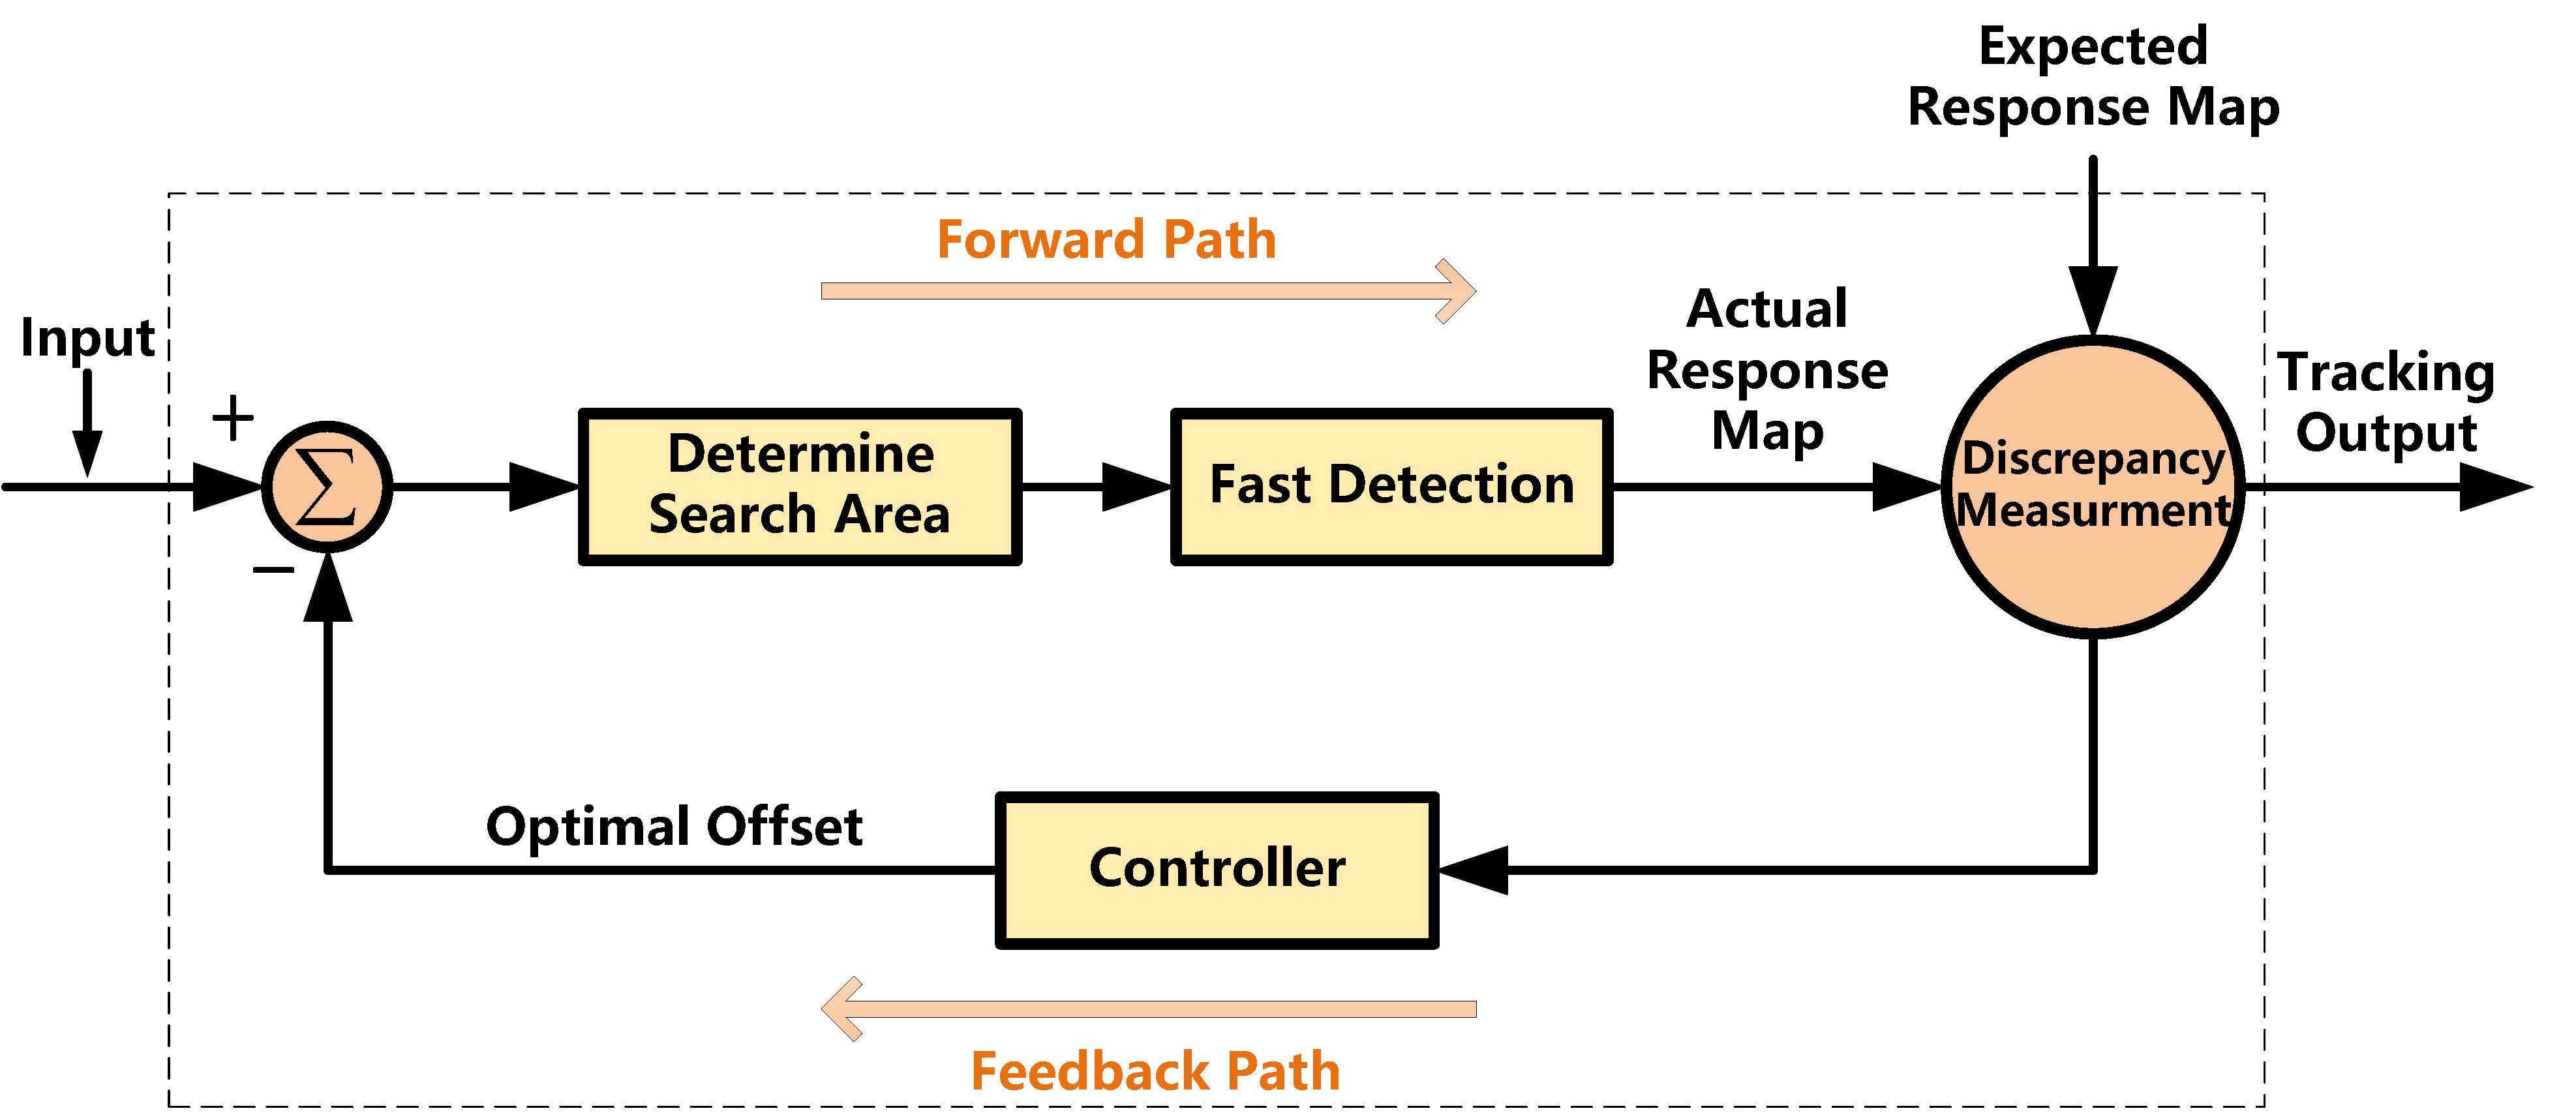 Expected
Response Map
Forward Path
Input
Actual
Response
Map
Tracking
Output
+
Σ
−
Determine
Search Area
Fast Detection
Discrepancy
Measurment
Optimal Offset
Controller
Feedback Path